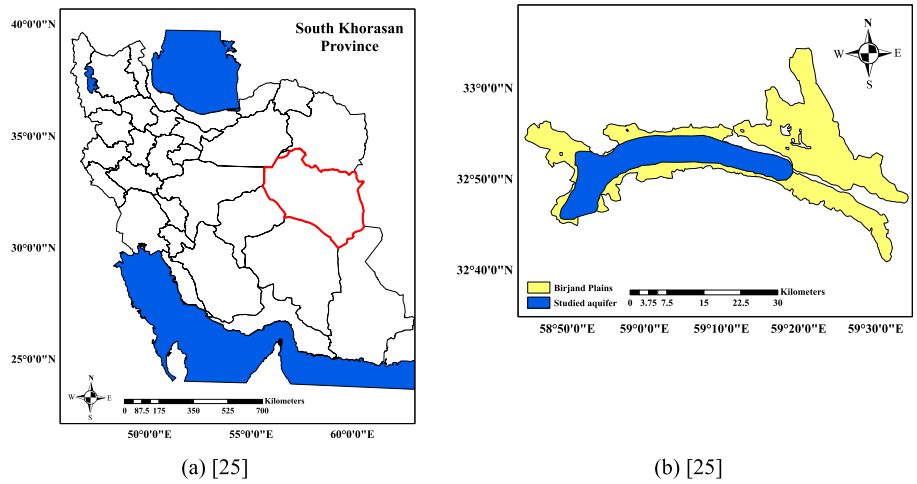 40°0'0"N
35°0'0"N
30°0'0"N
25°0'0"N
South Khorasan
Province
N
W E
S
Kilometers
0 87.5 175 350 525 700
50°0'0"E 55°0'0"E 60°0'0"E
(a) [25]
33°0'0"N
32°50'0"N
32°40'0"N
N
W E
S
Birjand Plains
Studied aquifer
Kilometers
0 3.75 7.5 15 22.5 30
58°50'0"E 59°0'0"E 59°10'0"E 59°20'0"E 59°30'0"E
(b) [25]